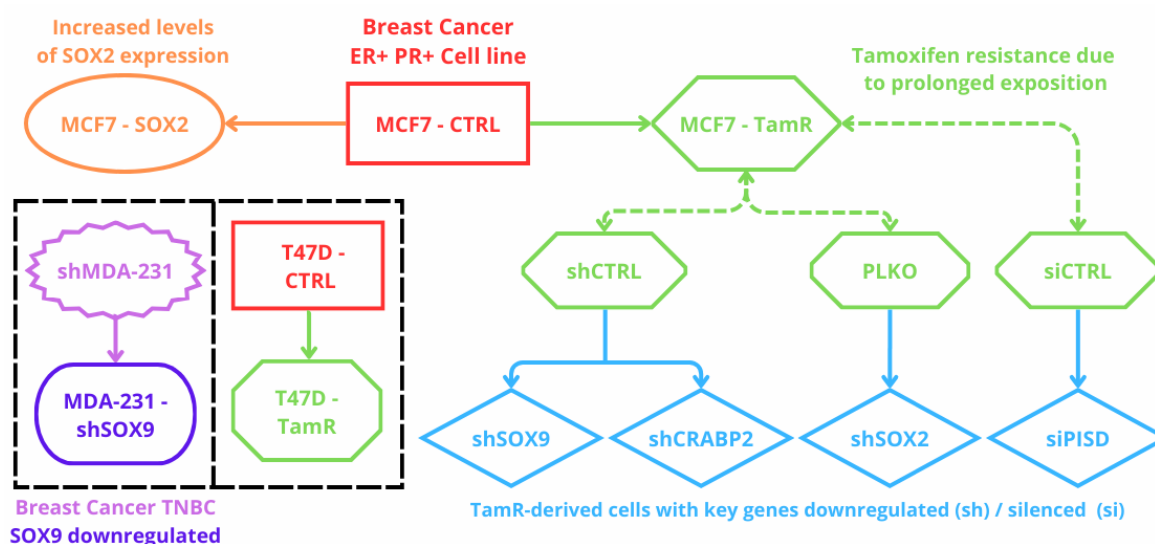 Increased levels
of SOX2 expression
Breast Cancer
ER+ PR+ Cell line
Tamoxifen resistance due
to prolonged exposition
MCF7 - SOX2
MCF7 - CTRL
MCF7 - TamR
shMDA-231
T47D -
CTRL
shCTRL
PLKO
siCTRL
MDA-231 -
shSOX9
T47D -
TamR
shSOX9
shCRABP2
shSOX2
siPISD
Breast Cancer TNBC
SOX9 downregulated
TamR-derived cells with key genes downregulated (sh) / silenced (si)